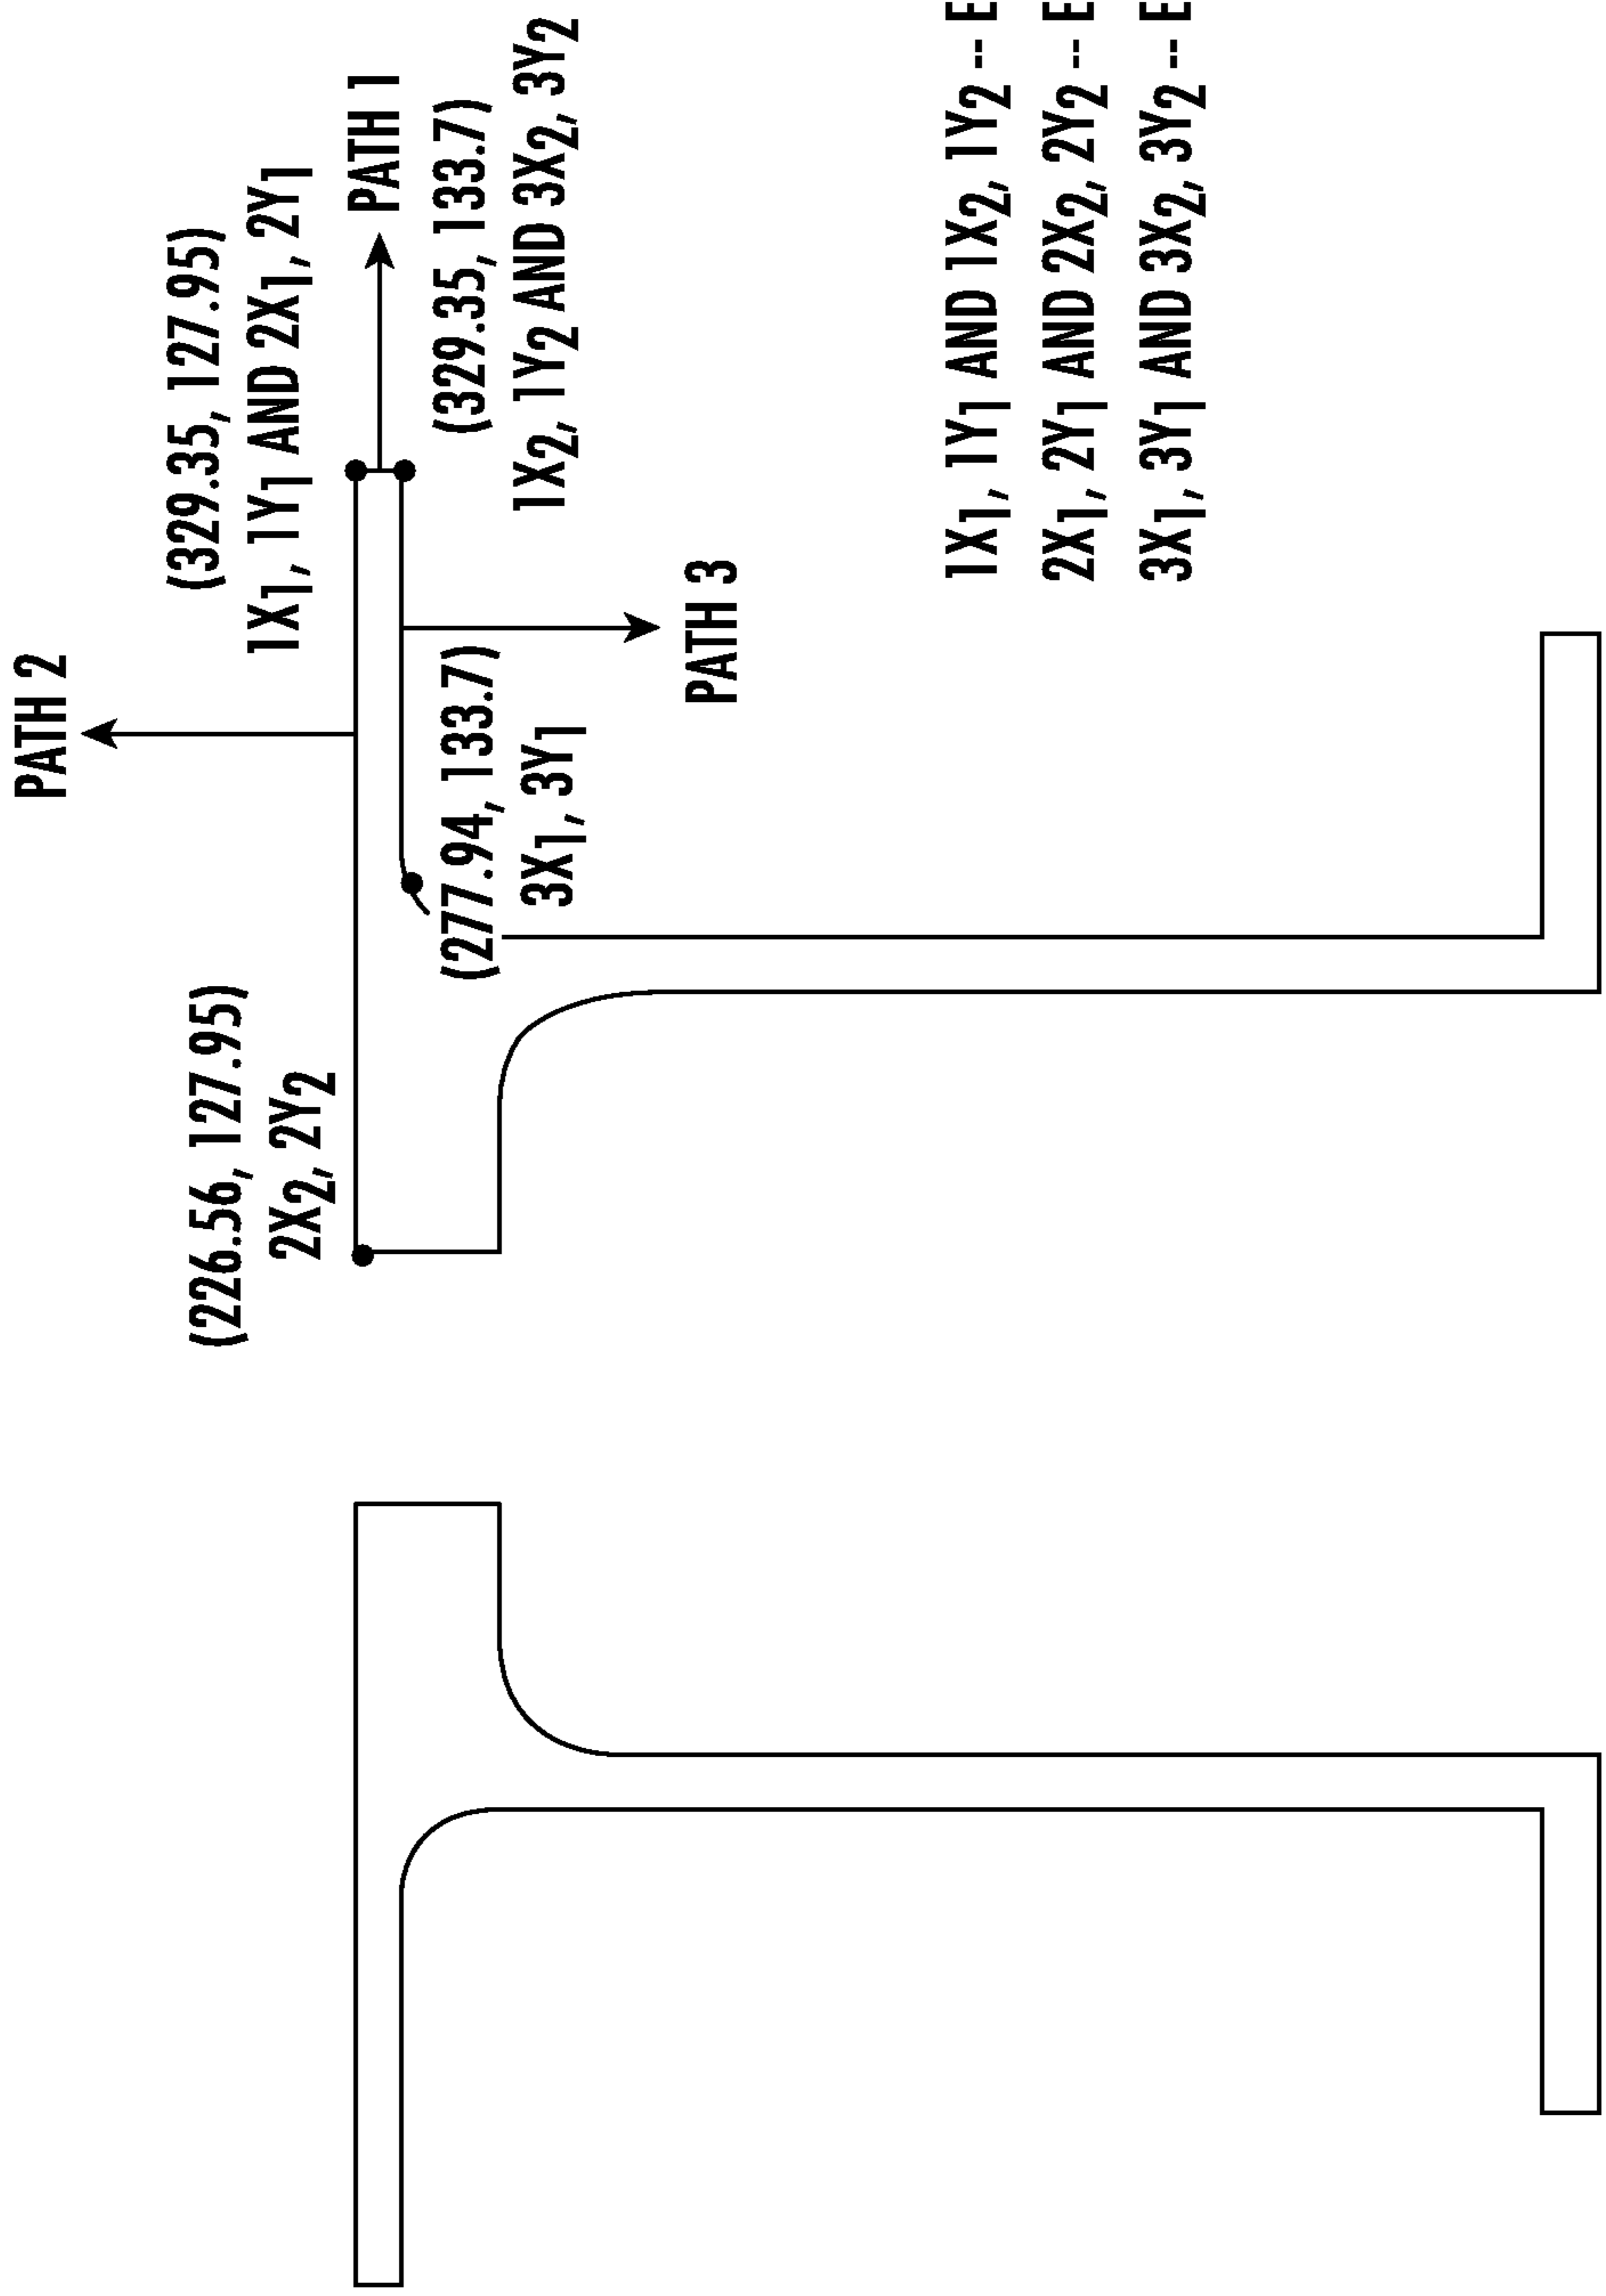 PATH 2
(329.35, 127.95)
1X1, 1Y1 AND 2X1, 2Y1
PATH 1
(329.35, 133.7)
1X2, 1Y2 AND 3X2, 3Y2
(226.56, 127.95)
2X2, 2Y2
(277.94, 133.7)
3X1, 3Y1
PATH 3
1X1, 1Y1 AND 1X2, 1Y2 -- E
2X1, 2Y1 AND 2X2, 2Y2 -- E
3X1, 3Y1 AND 3X2, 3Y2 -- E